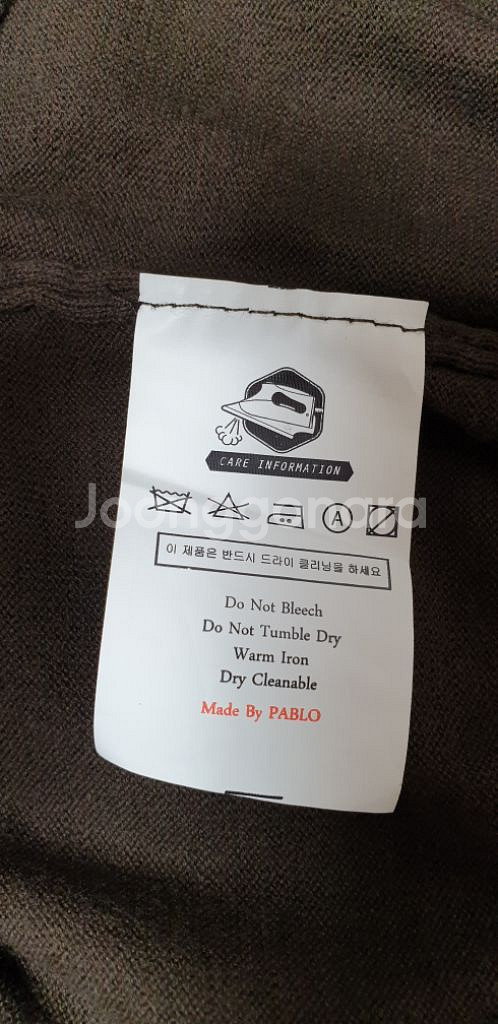 CARE INFORMATION
Joonggonara
A
이 제품은 반드시 드라이 클리닝을 하세요
Do Not Bleech
Do Not Tumble Dry
Warm Iron
Dry Cleanable
Made By PABLO